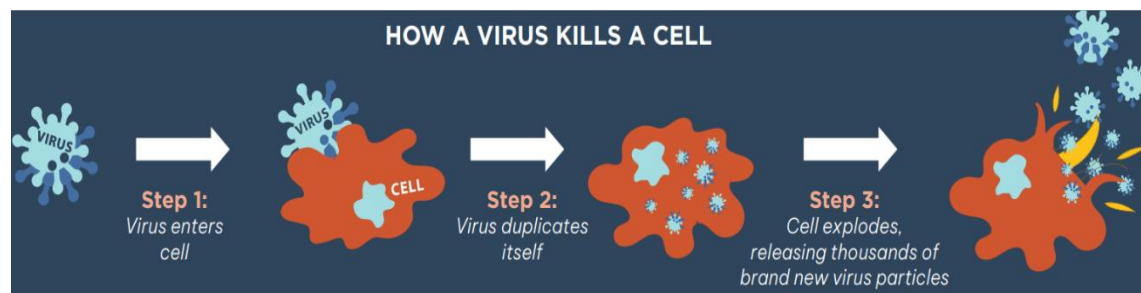 HOW A VIRUS KILLS A CELL
VIRUS
Step 1:
Virus enters
cell
VIRUS
CELL
Step 2:
Virus duplicates
itself
Step 3:
Cell explodes,
releasing thousands of
brand new virus particles